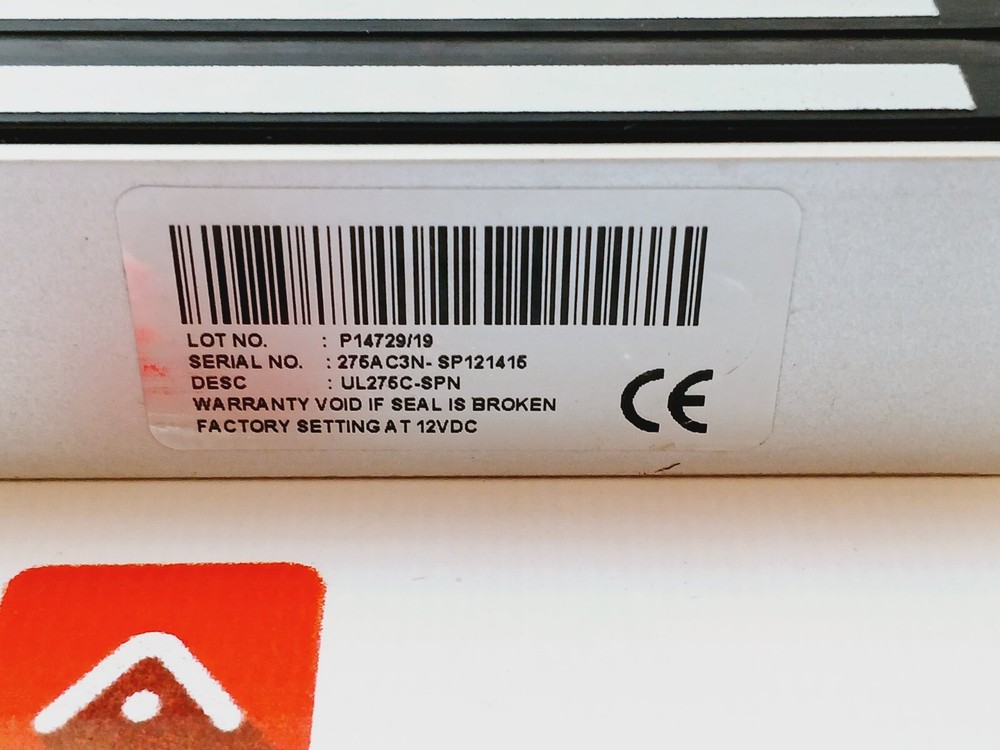 LOT NO. : P14729/19
SERIAL NO. : 275AC3N- SP121415
DESC : UL275C-SPN
WARRANTY VOID IF SEAL IS BROKEN
FACTORY SETTING AT 12VDC
CE